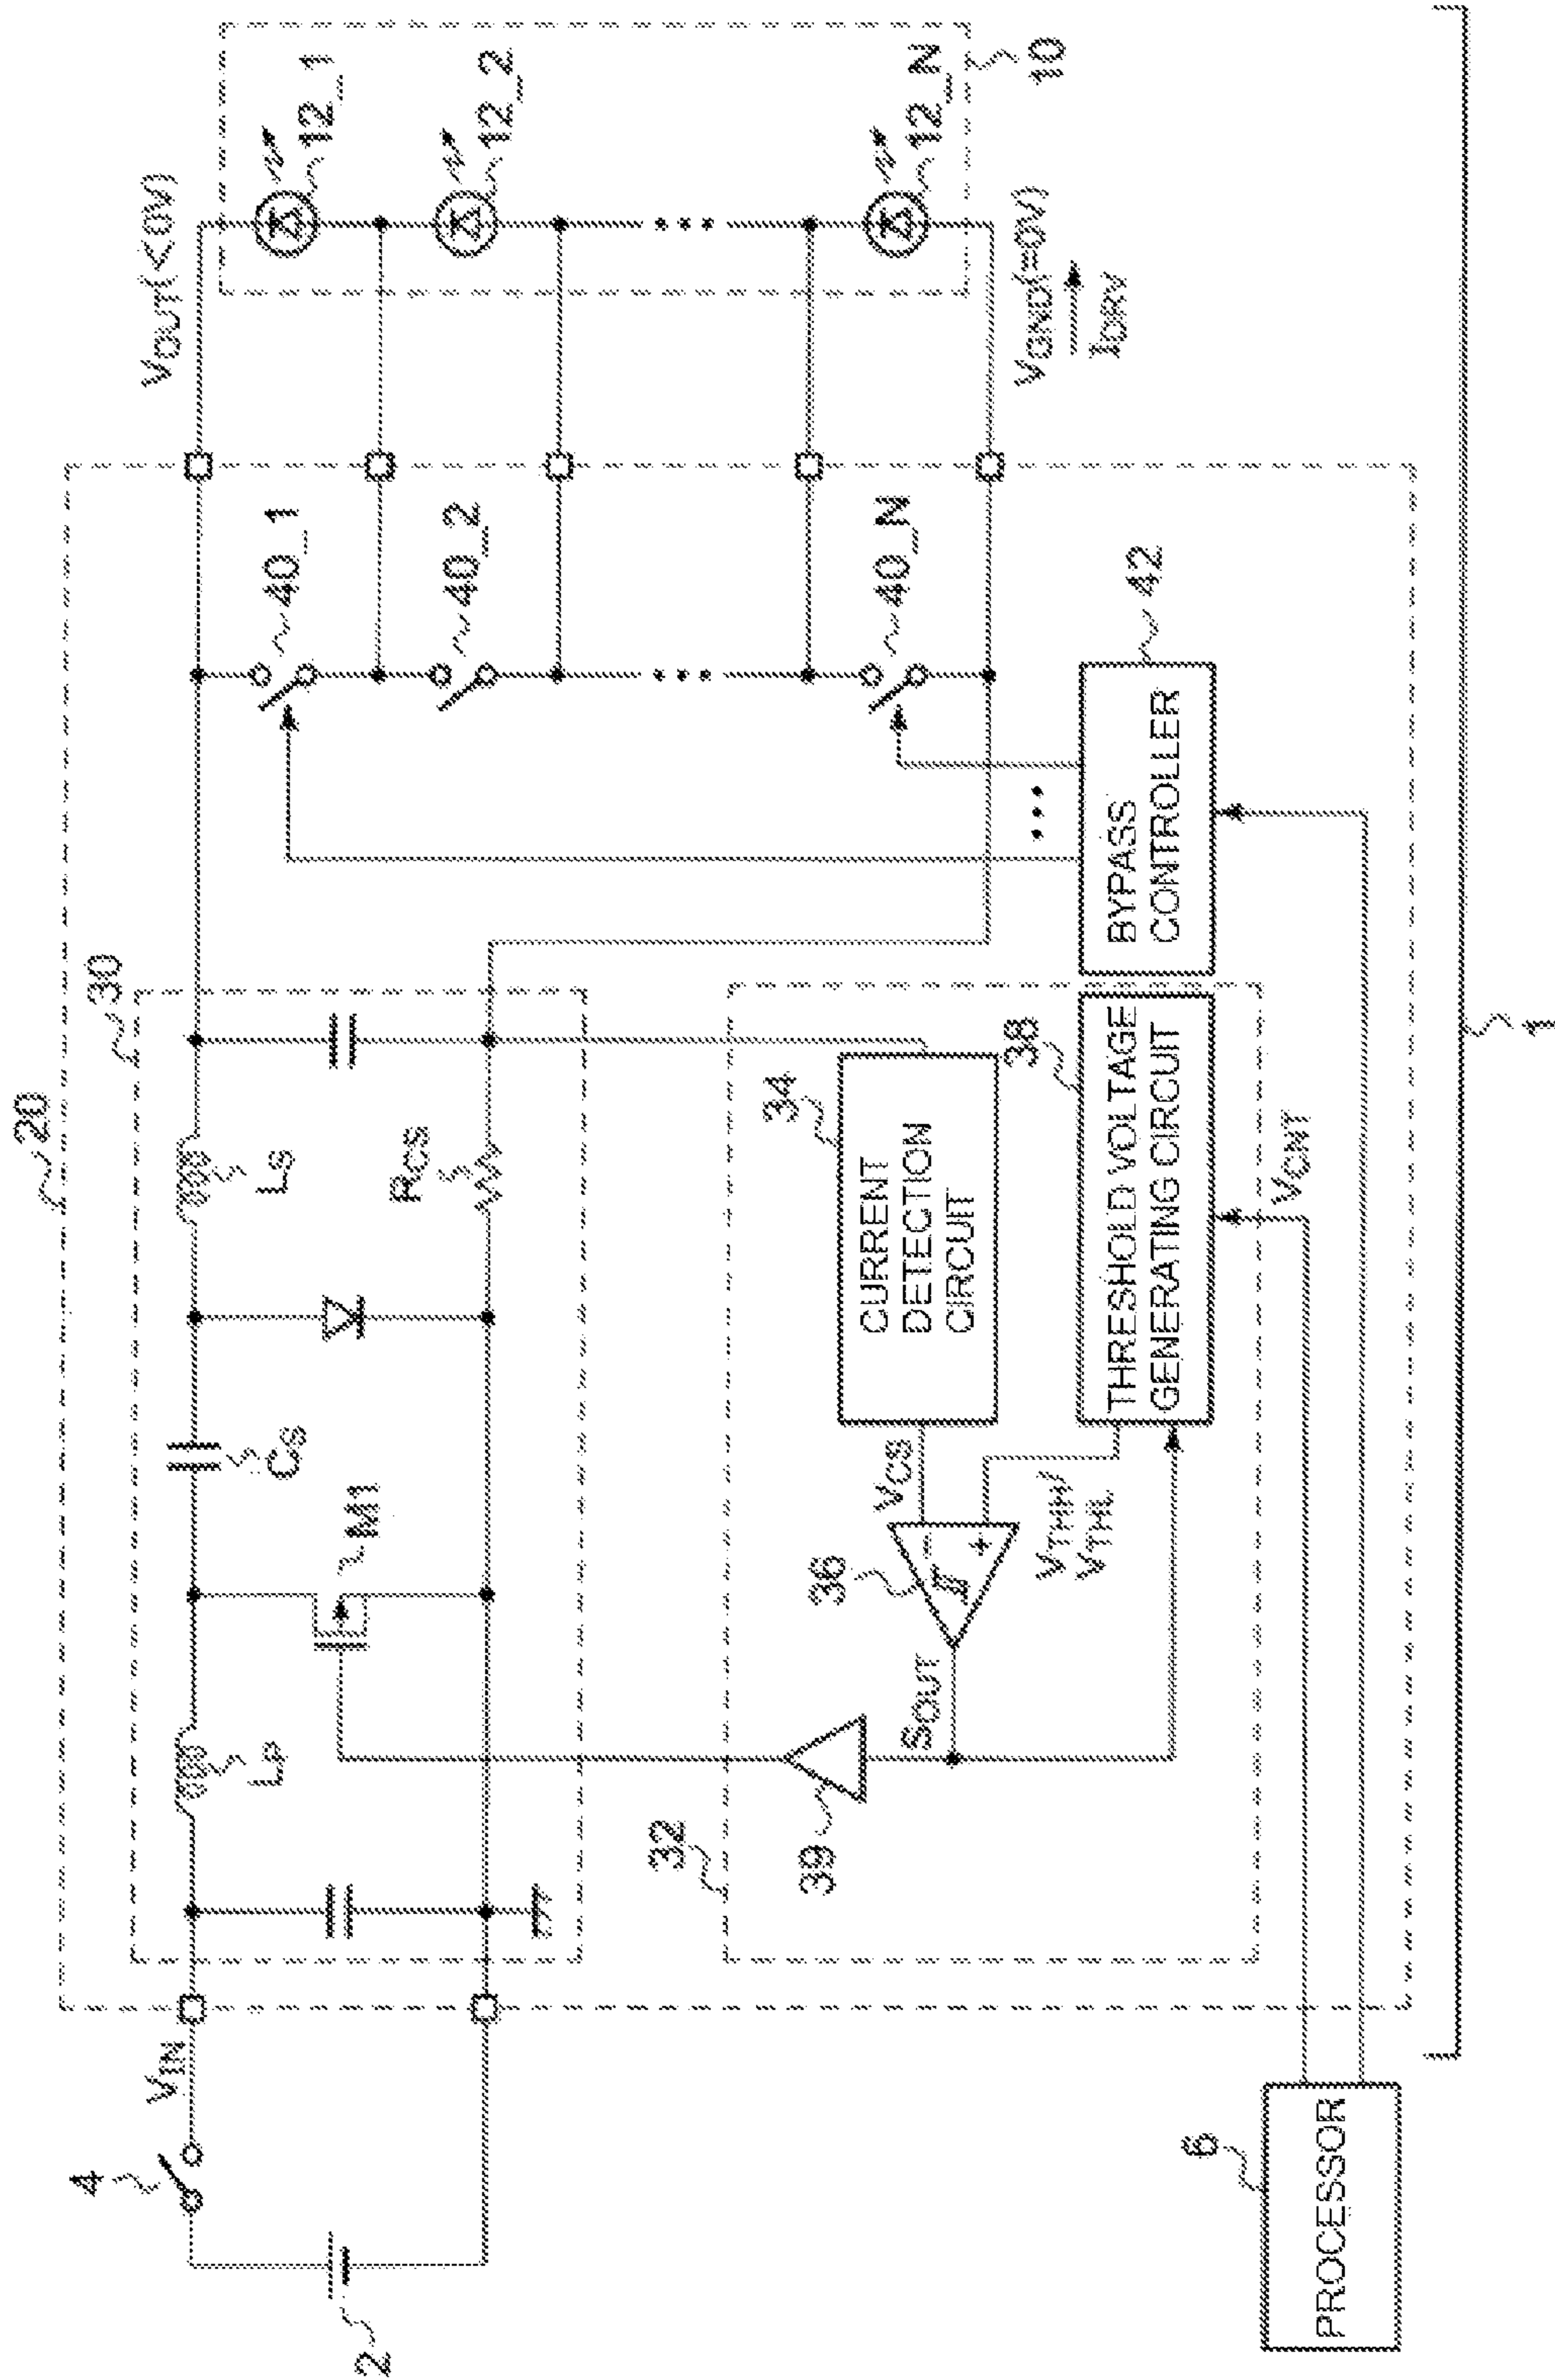 20
30
4
VIN
LP
CS
M1
LS
RCS
2
VOUT(<0V)
40_1
40_2
40_N
12_1
12_2
12_N
10
VGND(=0V)
IDRV
32
39
SOUT
36
VCS
VTHH/
VTHL
34
CURRENT
DETECTION
CIRCUIT
38
THRESHOLD VOLTAGE
GENERATING CIRCUIT
VCNT
42
BYPASS
CONTROLLER
6
PROCESSOR
1